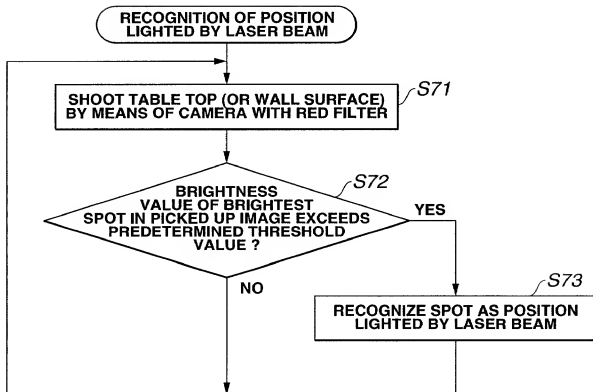 RECOGNITION OF POSITION
LIGHTED BY LASER BEAM
S71
SHOOT TABLE TOP (OR WALL SURFACE)
BY MEANS OF CAMERA WITH RED FILTER
S72
BRIGHTNESS
VALUE OF BRIGHTEST
SPOT IN PICKED UP IMAGE EXCEEDS
PREDETERMINED THRESHOLD
VALUE ?
YES
NO
S73
RECOGNIZE SPOT AS POSITION
LIGHTED BY LASER BEAM